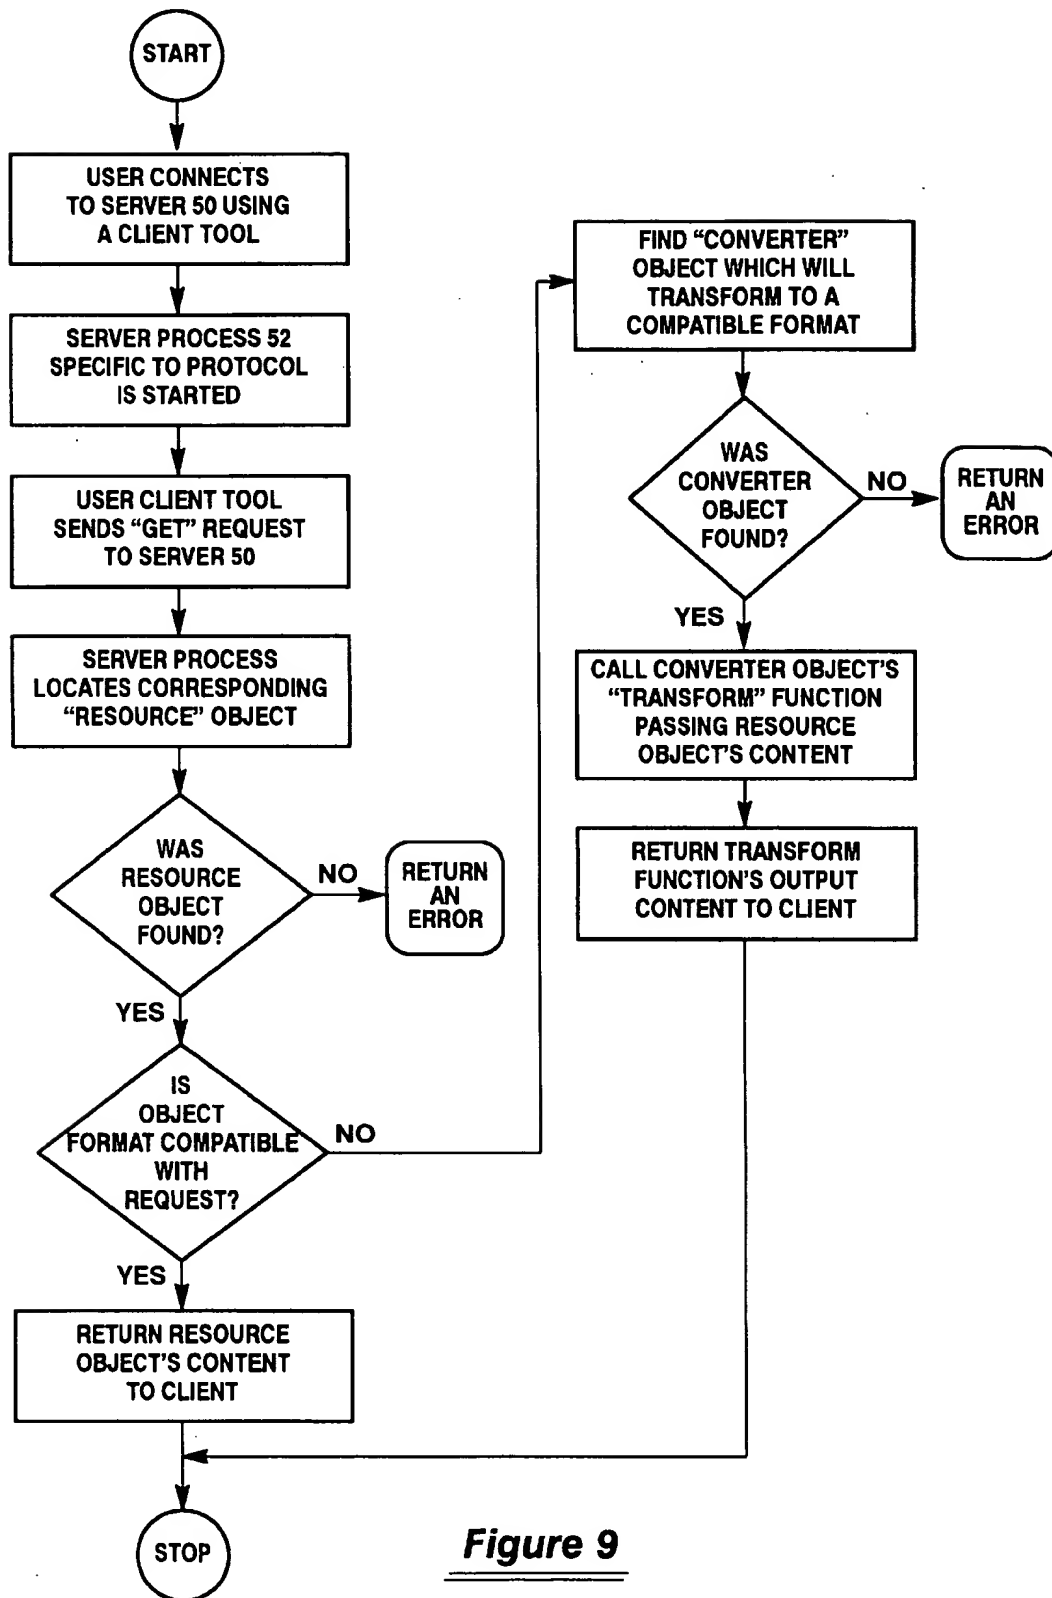 START
USER CONNECTS
TO SERVER 50 USING
A CLIENT TOOL
SERVER PROCESS 52
SPECIFIC TO PROTOCOL
IS STARTED
USER CLIENT TOOL
SENDS “GET” REQUEST
TO SERVER 50
SERVER PROCESS
LOCATES CORRESPONDING
“RESOURCE” OBJECT
WAS
RESOURCE
OBJECT
FOUND?
NO
RETURN
AN
ERROR
YES
IS
OBJECT
FORMAT COMPATIBLE
WITH
REQUEST?
NO
YES
RETURN RESOURCE
OBJECT'S CONTENT
TO CLIENT
STOP
FIND “CONVERTER”
OBJECT WHICH WILL
TRANSFORM TO A
COMPATIBLE FORMAT
WAS
CONVERTER
OBJECT
FOUND?
NO
RETURN
AN
ERROR
YES
CALL CONVERTER OBJECT'S
“TRANSFORM” FUNCTION
PASSING RESOURCE
OBJECT'S CONTENT
RETURN TRANSFORM
FUNCTION'S OUTPUT
CONTENT TO CLIENT
Figure 9